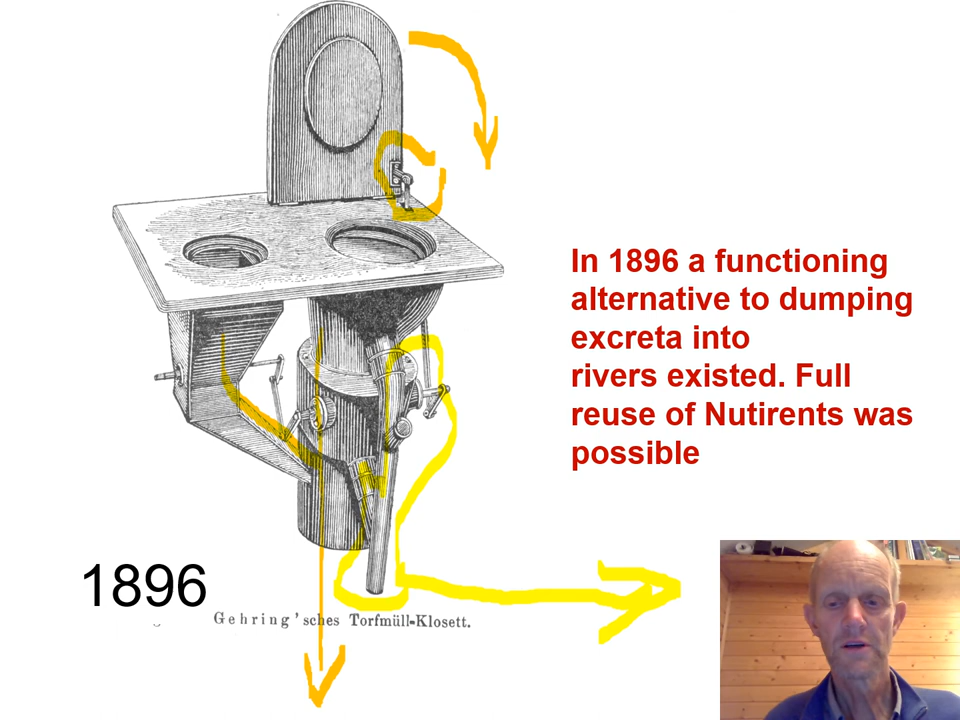 In 1896 a functioning
alternative to dumping
excreta into
rivers existed. Full
reuse of Nutirents was
possible
1896
Gehring'sches Torfmüll-Klosett.